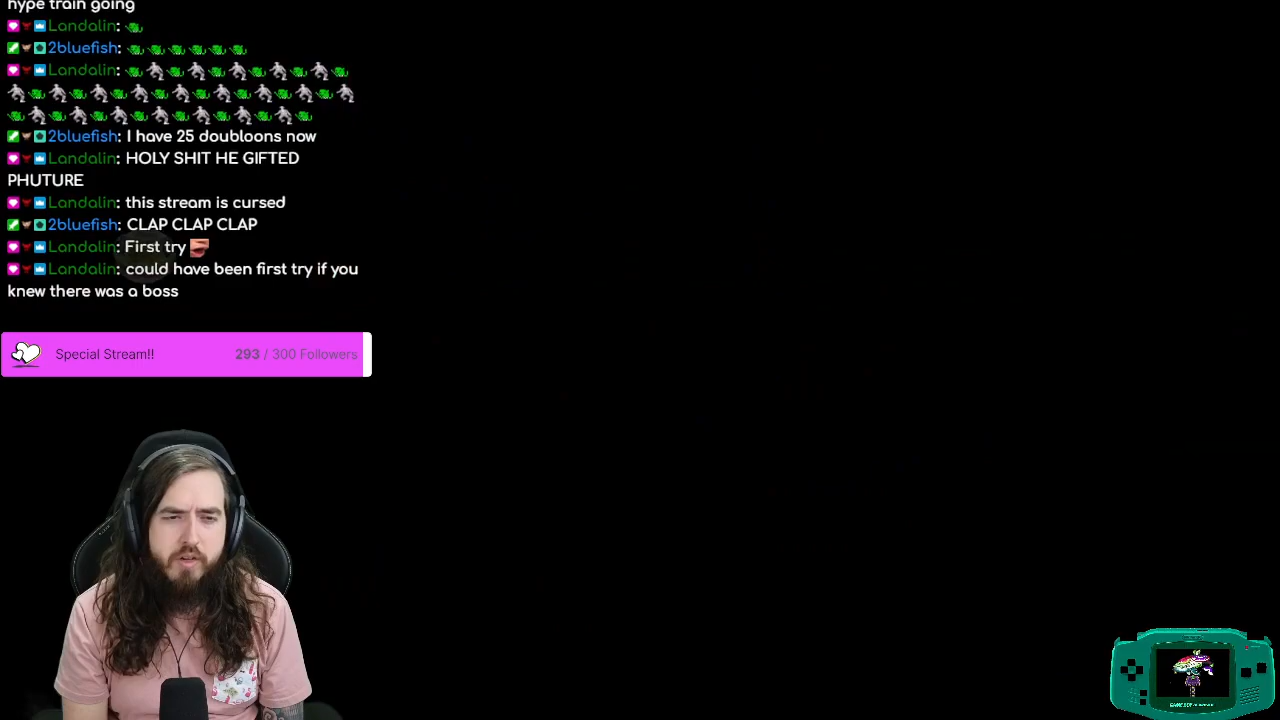 hype train going
Landalin:
2bluefish:
Landalin:
2bluefish: I have 25 doubloons now
Landalin: HOLY SHIT HE GIFTED
PHUTURE
Landalin: this stream is cursed
2bluefish: CLAP CLAP CLAP
Landalin: First try
Landalin: could have been first try if you
knew there was a boss
Special Stream!! 293 / 300 Followers